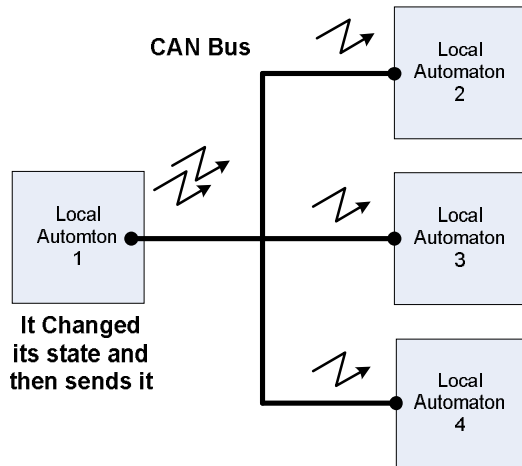 CAN Bus
Local
Automaton
2
Local
Automton
1
It Changed
its state and
then sends it
Local
Automaton
3
Local
Automaton
4